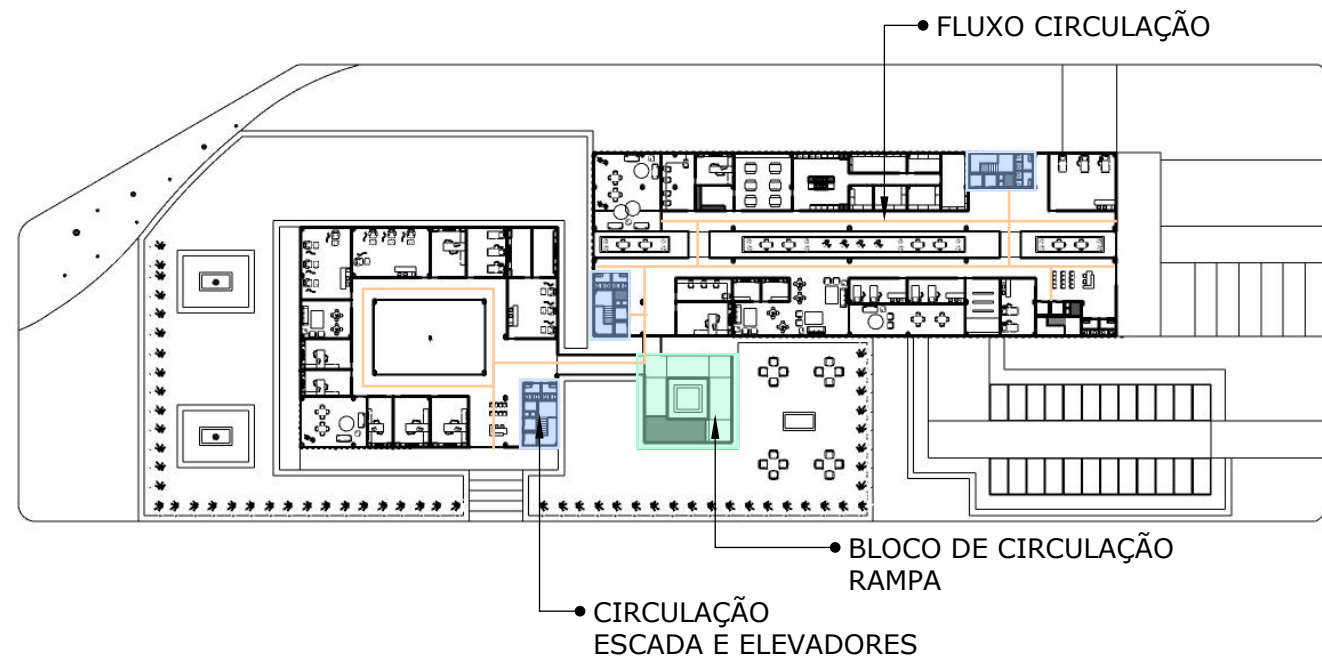 FLUXO CIRCULAÇÃO
BLOCO DE CIRCULAÇÃO
RAMPA
CIRCULAÇÃO
ESCADA E ELEVADORES